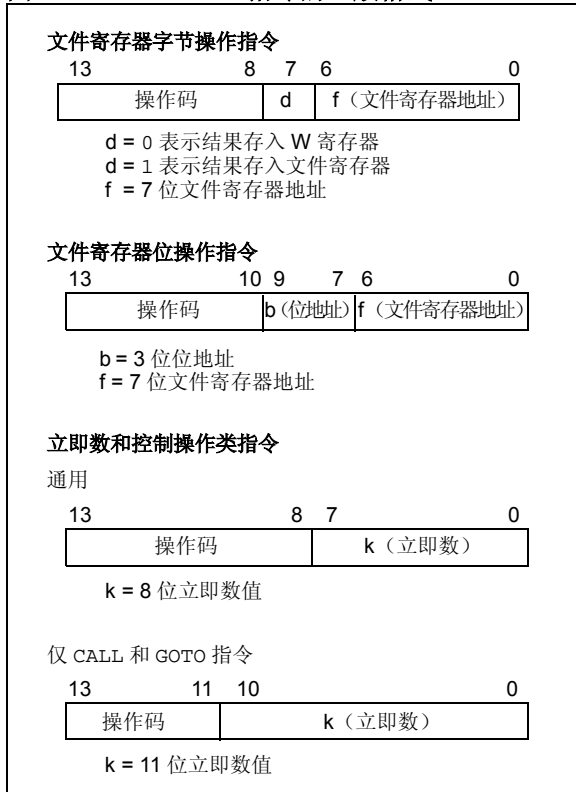 文件寄存器字节操作指令
13 8 7 6 0
操作码 d f（文件寄存器地址）
d = 0 表示结果存入 W 寄存器
d = 1 表示结果存入文件寄存器
f = 7 位文件寄存器地址
文件寄存器位操作指令
13 10 9 7 6 0
操作码 b（位地址） f（文件寄存器地址）
b = 3 位位地址
f = 7 位文件寄存器地址
立即数和控制操作类指令
通用
13 8 7 0
操作码 k（立即数）
k = 8 位立即数值
仅 CALL 和 GOTO 指令
13 11 10 0
操作码 k（立即数）
k = 11 位立即数值